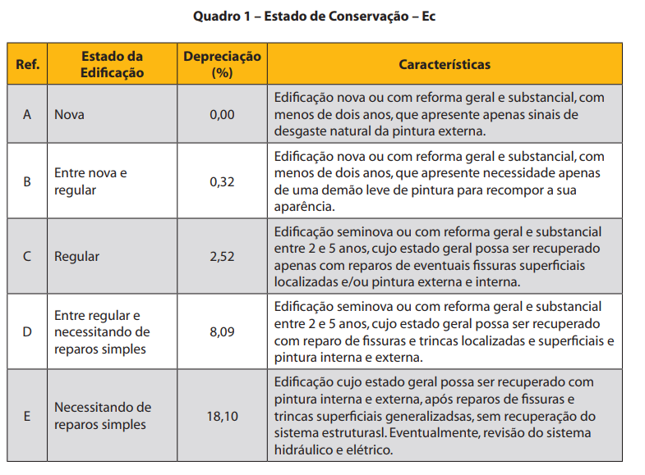 Quadro 1 – Estado de Conservação – Ec
Ref.
Estado da
Edificação
Depreciação
(%)
Características
A
Nova
0,00
Edificação nova ou com reforma geral e substancial, com
menos de dois anos, que apresente apenas sinais de
desgaste natural da pintura externa.
B
Entre nova e
regular
0,32
Edificação nova ou com reforma geral e substancial, com
menos de dois anos, que apresente necessidade apenas
de uma demão leve de pintura para recompor a sua
aparência.
C
Regular
2,52
Edificação seminova ou com reforma geral e substancial
entre 2 e 5 anos, cujo estado geral possa ser recuperado
apenas com reparos de eventuais fissuras superficiais
localizadas e/ou pintura externa e interna.
D
Entre regular e
necessitando de
reparos simples
8,09
Edificação seminova ou com reforma geral e substancial
entre 2 e 5 anos, cujo estado geral possa ser recuperado
com reparo de fissuras e trincas localizadas e superficiais e
pintura interna e externa.
E
Necessitando de
reparos simples
18,10
Edificação cujo estado geral possa ser recuperado com
pintura interna e externa, após reparos de fissuras e
trincas superficiais generalizadsas, sem recuperação do
sistema estruturasl. Eventualmente, revisão do sistema
hidráulico e elétrico.